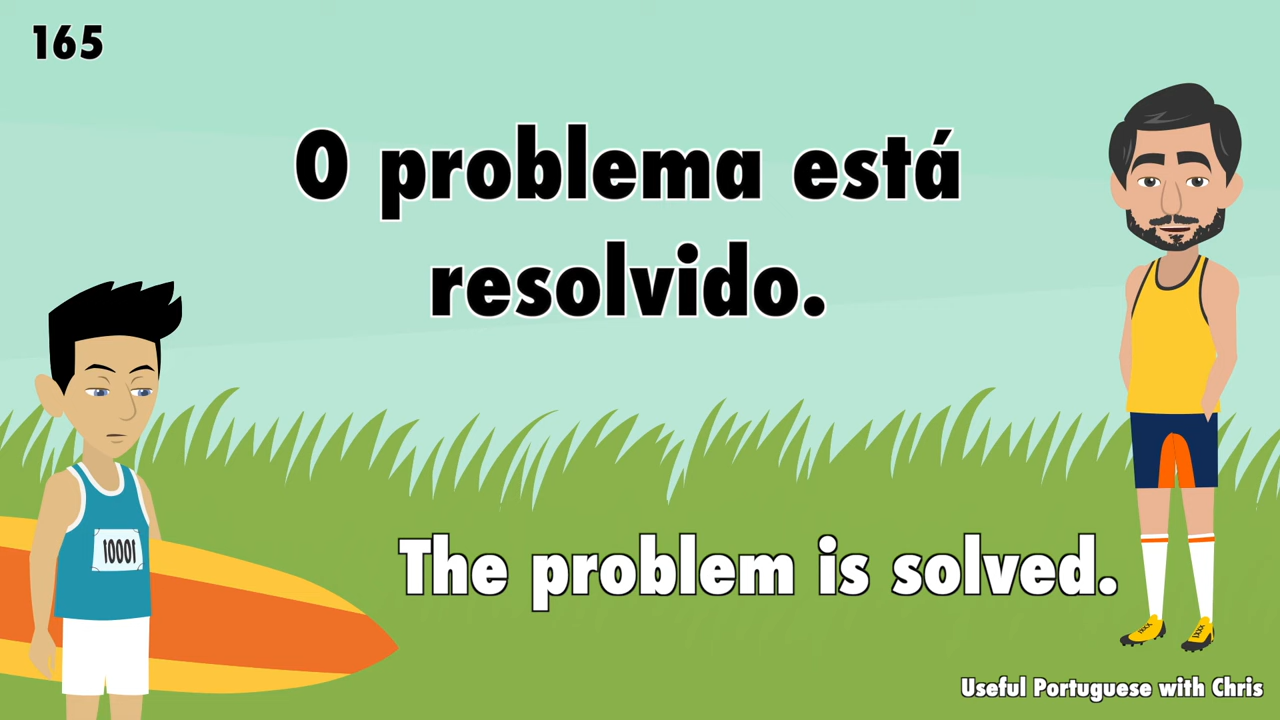 165
O problema está
resolvido.
10001
The problem is solved.
Useful Portuguese with Chris